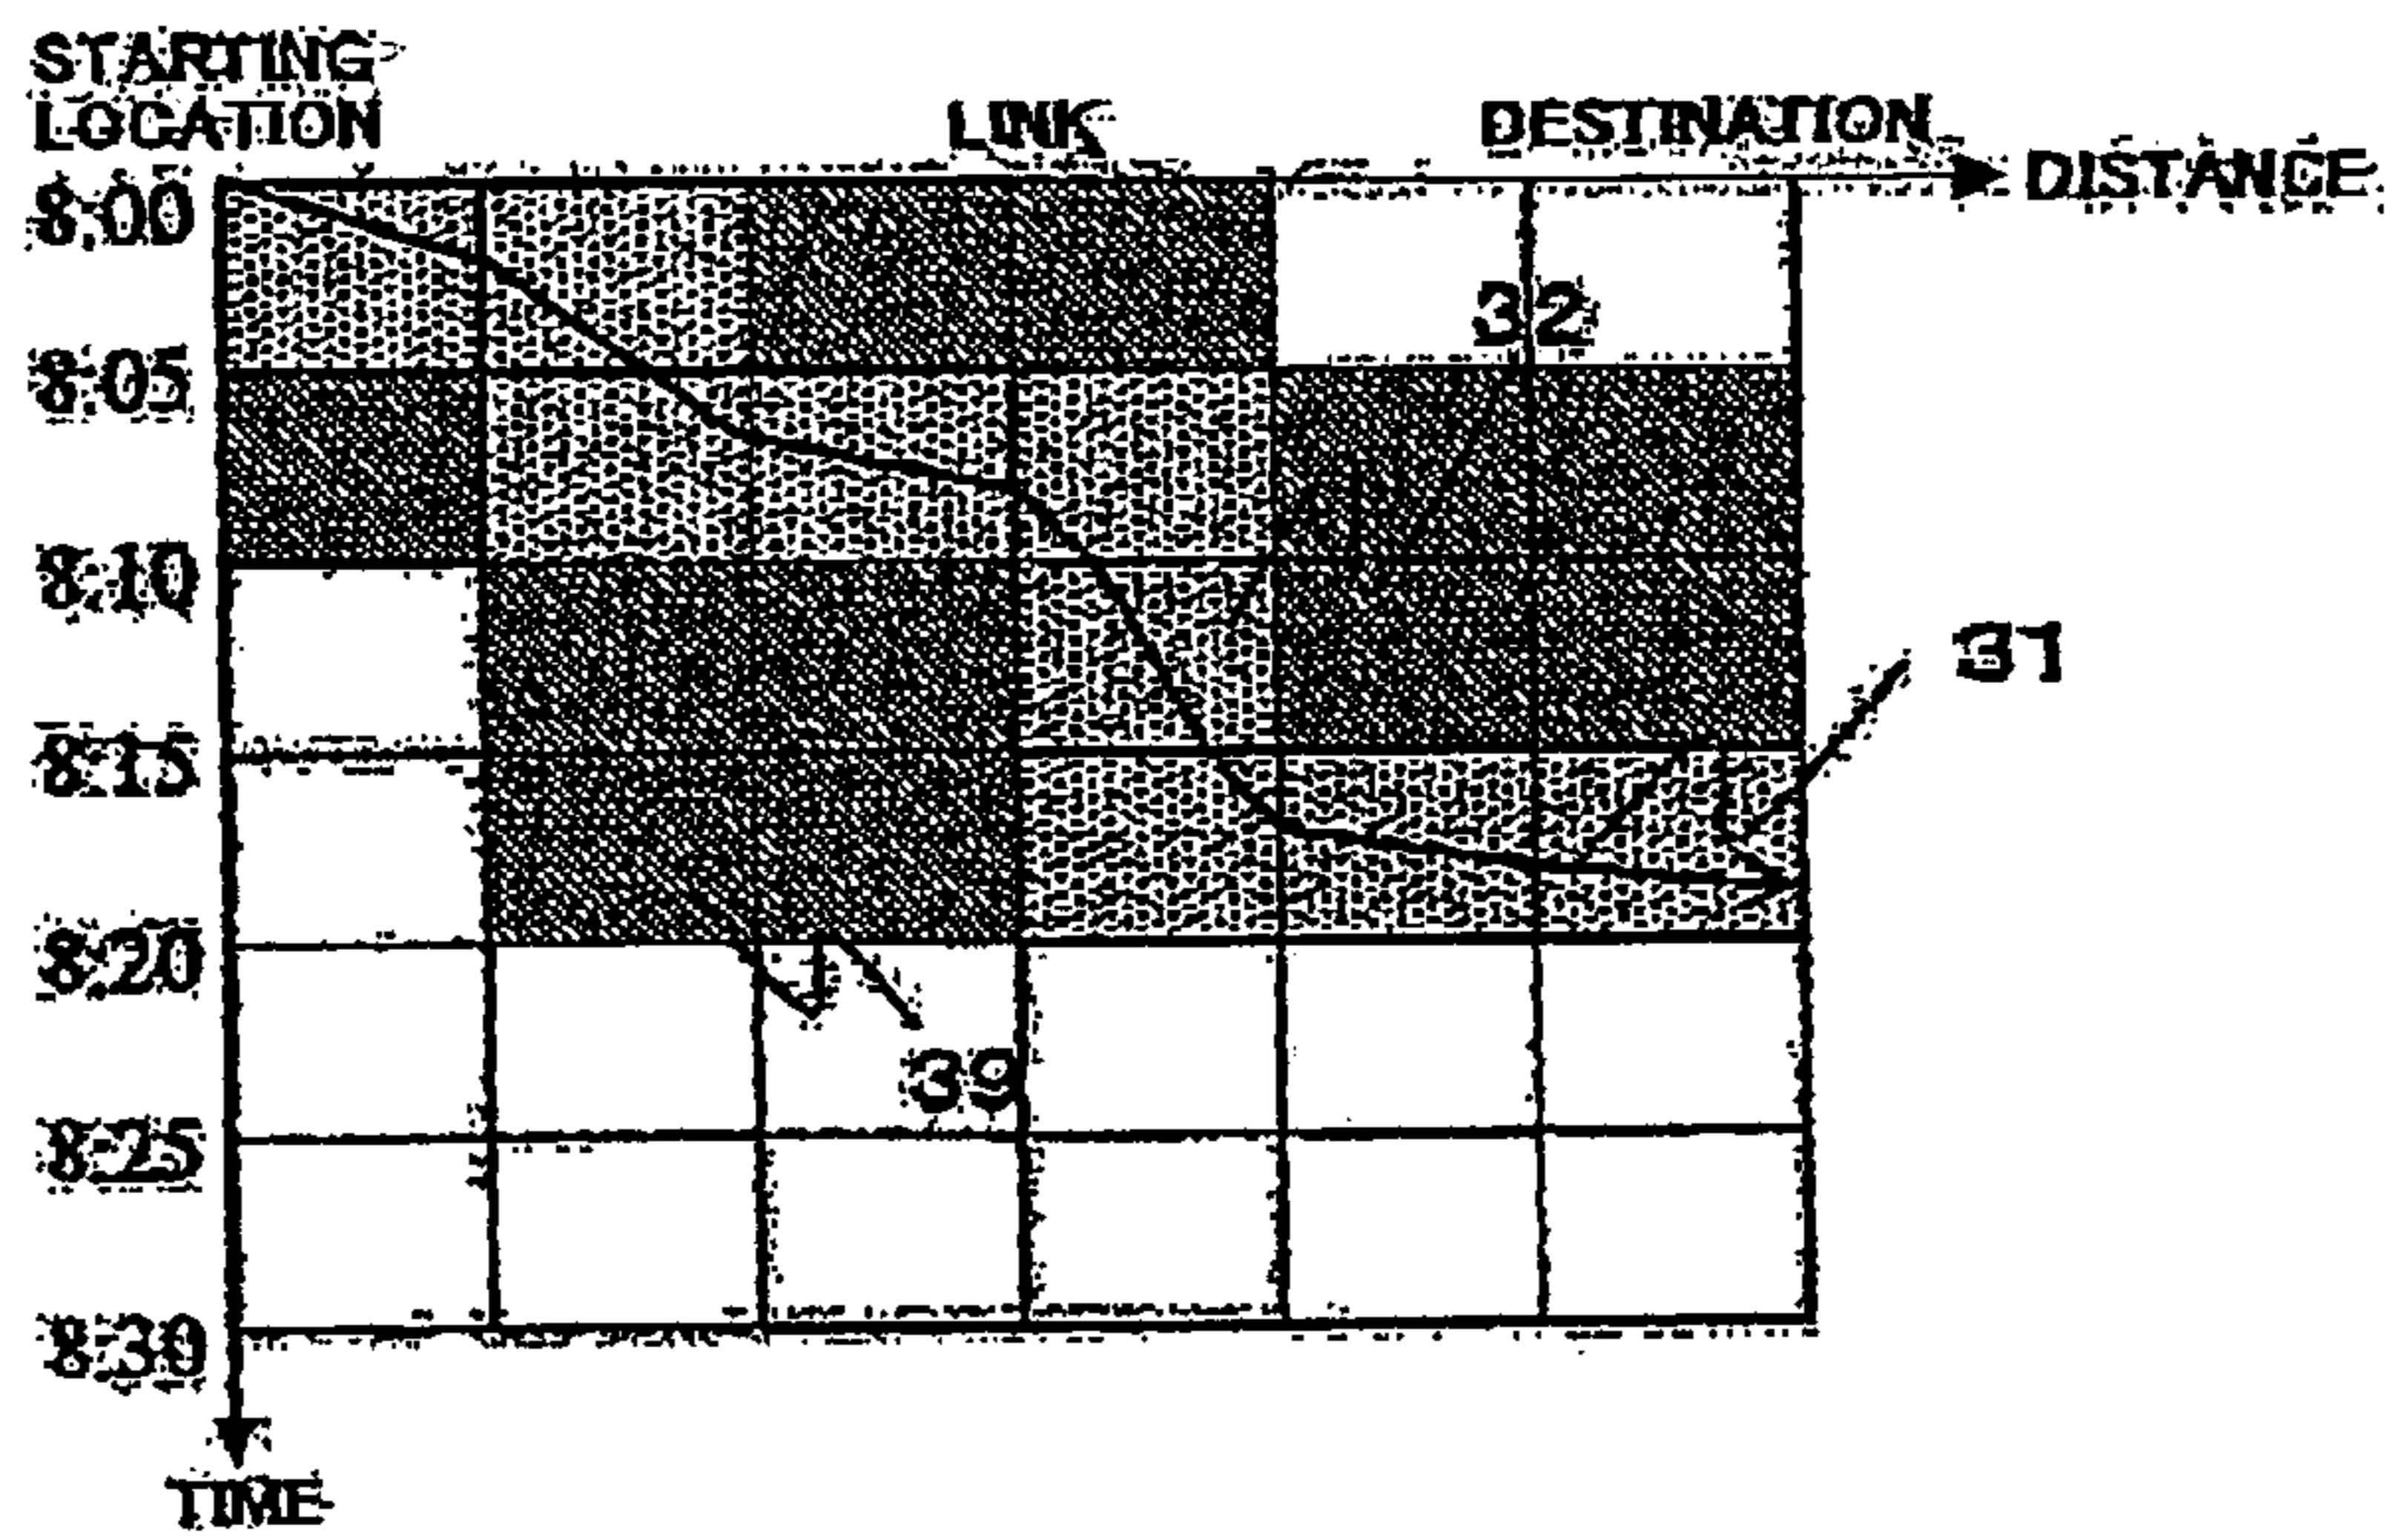 STARTING
LOCATION
LINK
DESTINATION
DISTANCE
8:00
32
8:05
8:10
31
8:15
8:20
39
8:25
8:30
TIME